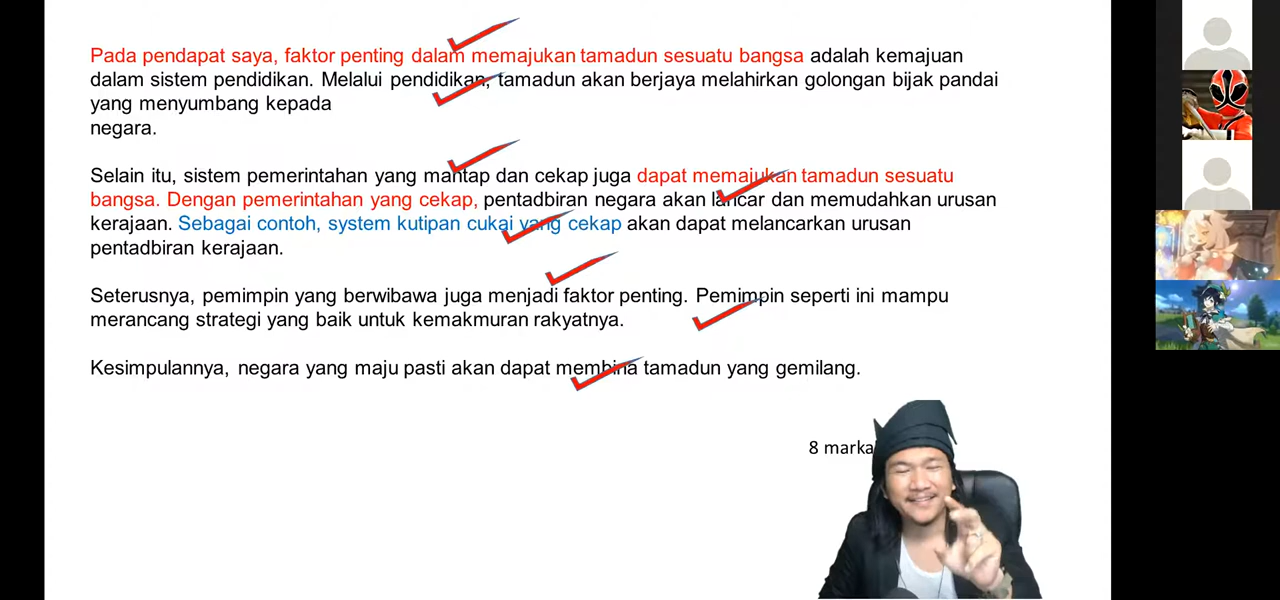 Pada pendapat saya, faktor penting dalam memajukan tamadun sesuatu bangsa adalah kemajuan
dalam sistem pendidikan. Melalui pendidikan, tamadun akan berjaya melahirkan golongan bijak pandai
yang menyumbang kepada
negara.
Selain itu, sistem pemerintahan yang mantap dan cekap juga dapat memajukan tamadun sesuatu
bangsa. Dengan pemerintahan yang cekap, pentadbiran negara akan lancar dan memudahkan urusan
kerajaan. Sebagai contoh, system kutipan cukai yang cekap akan dapat melancarkan urusan
pentadbiran kerajaan.
Seterusnya, pemimpin yang berwibawa juga menjadi faktor penting. Pemimpin seperti ini mampu
merancang strategi yang baik untuk kemakmuran rakyatnya.
Kesimpulannya, negara yang maju pasti akan dapat membina tamadun yang gemilang.
8 marka